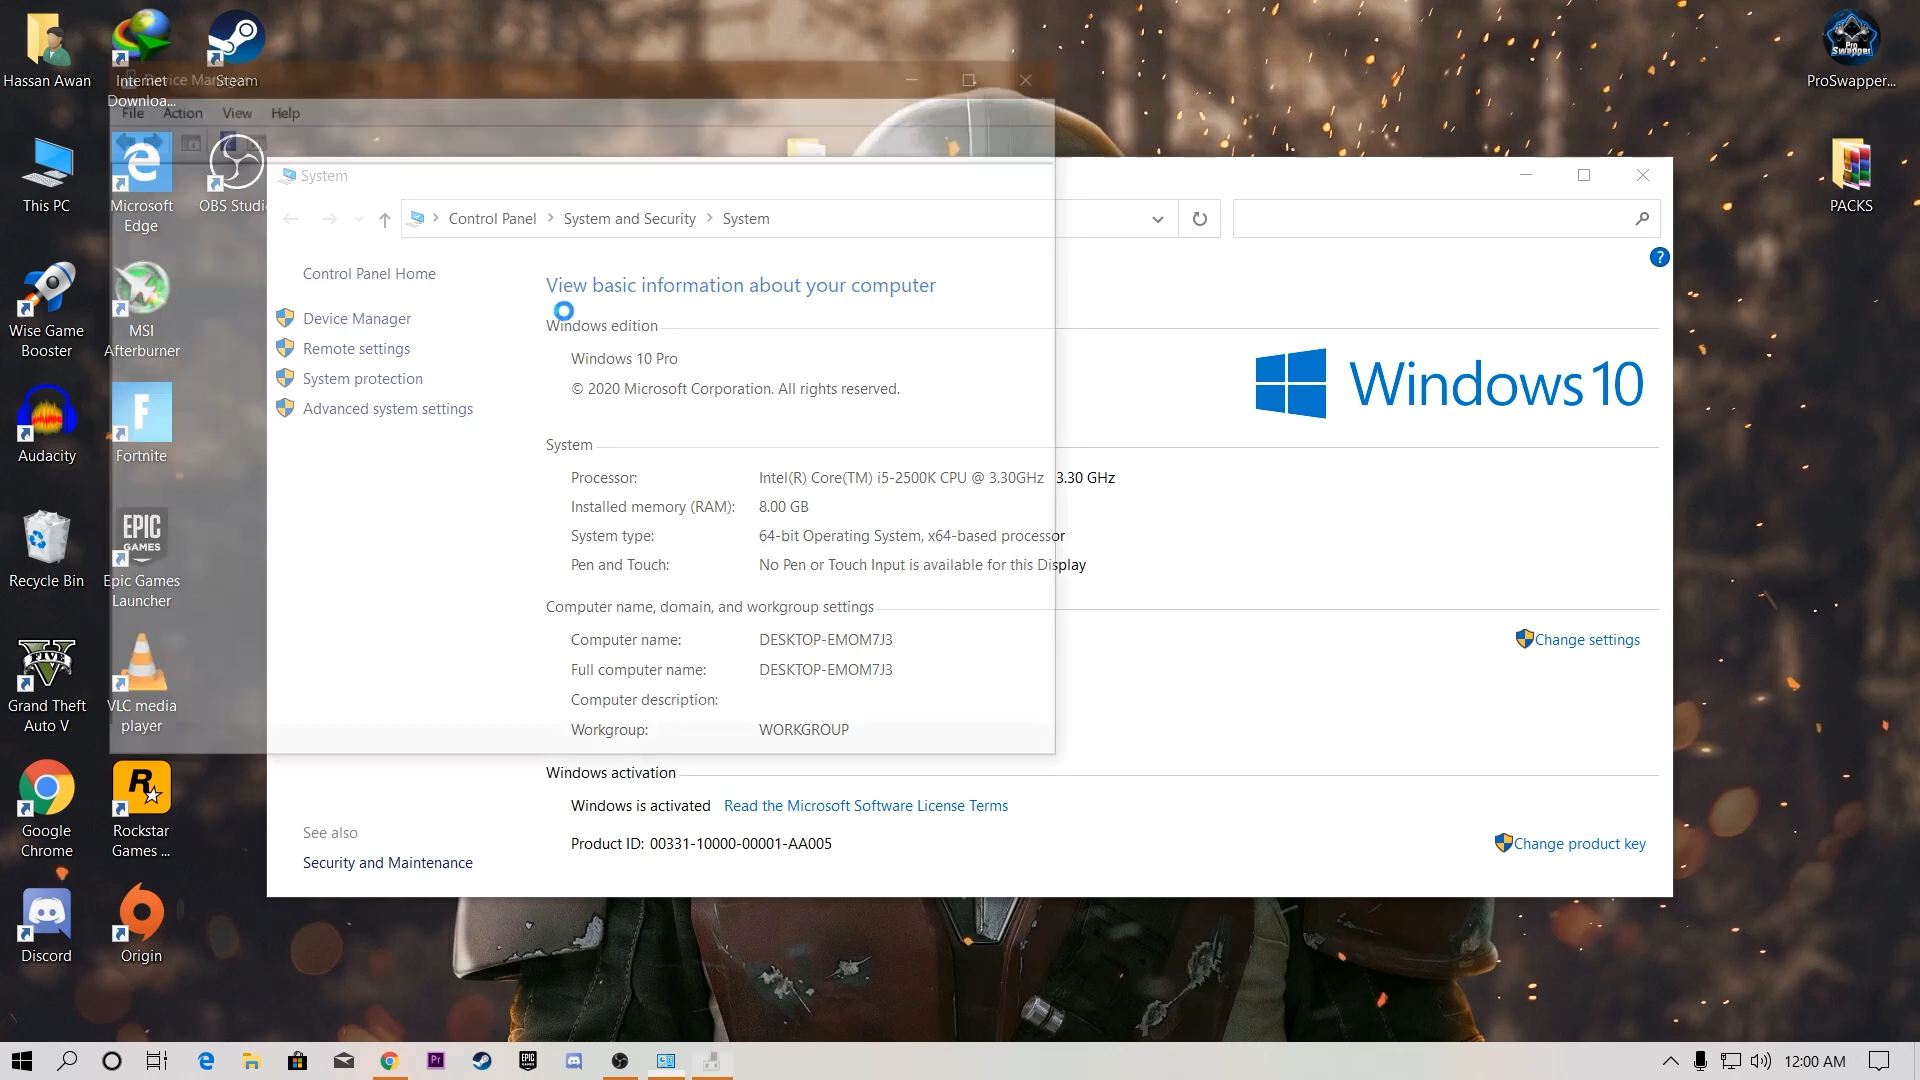 Hassan Awan
Internet
Downloa...
Steam
ProSwapper...
Device Manager
File Action View Help
This PC
Microsoft
Edge
OBS Studi
PACKS
System
Control Panel > System and Security > System
Control Panel Home
Device Manager
Remote settings
System protection
Advanced system settings
View basic information about your computer
Windows edition
Windows 10 Pro
© 2020 Microsoft Corporation. All rights reserved.
Windows 10
System
Processor: Intel(R) Core(TM) i5-2500K CPU @ 3.30GHz 3.30 GHz
Installed memory (RAM): 8.00 GB
System type: 64-bit Operating System, x64-based processor
Pen and Touch: No Pen or Touch Input is available for this Display
Computer name, domain, and workgroup settings
Computer name: DESKTOP-EMOM7J3
Change settings
Full computer name: DESKTOP-EMOM7J3
Computer description:
Workgroup: WORKGROUP
Windows activation
Windows is activated Read the Microsoft Software License Terms
Product ID: 00331-10000-00001-AA005
Change product key
See also
Security and Maintenance
Wise Game
Booster
MSI
Afterburner
Audacity
Fortnite
Recycle Bin
EPIC
GAMES
Epic Games
Launcher
FIVE
Grand Theft
Auto V
VLC media
player
Google
Chrome
Rockstar
Games ...
Discord
Origin
Pro
Swapper
Pr
EPIC
12:00 AM